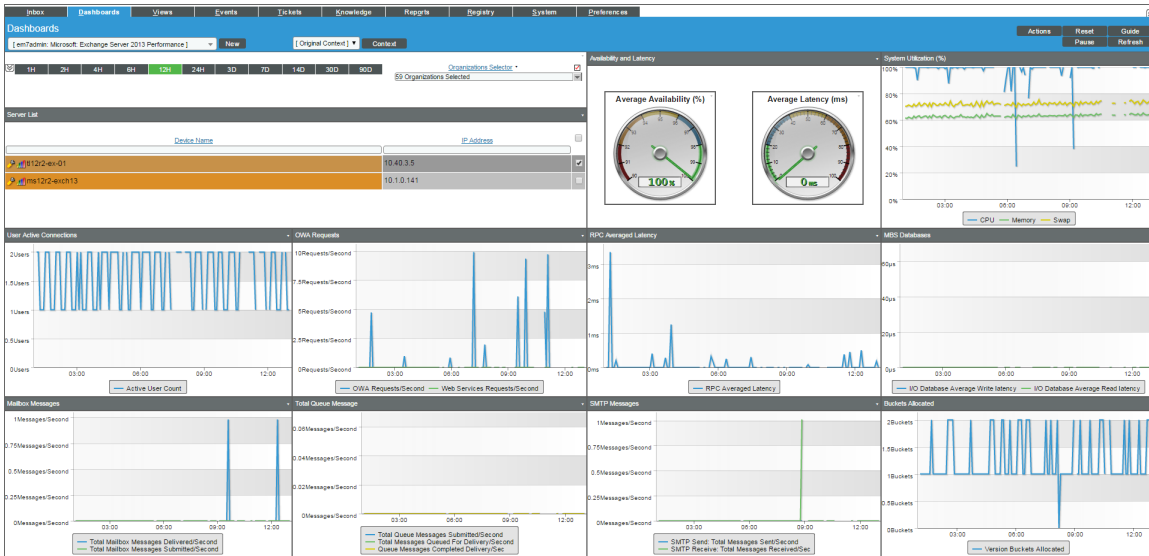 Inbox Dashboards Views Events Tickets Knowledge Reports Registry System Preferences
Dashboards
Actions Reset Guide
[ em7admin: Microsoft: Exchange Server 2013 Performance ] New [ Original Context ] Context
Pause Refresh
1H 2H 4H 6H 12H 24H 3D 7D 14D 30D 90D
Organizations Selector
59 Organizations Selected
Server List
Device Name IP Address
tl12r2-ex-01 10.40.3.5
ms12r2-exch13 10.1.0.141
Availability and Latency
Average Availability (%)
100%
Average Latency (ms)
0 ms
System Utilization (%)
100%
80%
60%
40%
20%
0%
03:00 06:00 09:00 12:00
CPU Memory Swap
User Active Connections
2Users
1.5Users
1Users
0.5Users
0Users
03:00 06:00 09:00 12:00
Active User Count
OWA Requests
10Requests/Second
7.5Requests/Second
5Requests/Second
2.5Requests/Second
0Requests/Second
03:00 06:00 09:00 12:00
OWA Requests/Second Web Services Requests/Second
RPC Averaged Latency
3ms
2ms
1ms
0ms
03:00 06:00 09:00 12:00
RPC Averaged Latency
MBS Databases
60µs
40µs
20µs
0µs
03:00 06:00 09:00 12:00
I/O Database Average Write latency I/O Database Average Read latency
Mailbox Messages
1Messages/Second
0.75Messages/Second
0.5Messages/Second
0.25Messages/Second
0Messages/Second
03:00 06:00 09:00 12:00
Total Mailbox Messages Delivered/Second
Total Mailbox Messages Submitted/Second
Total Queue Message
0.06Messages/Second
0.04Messages/Second
0.02Messages/Second
0Messages/Second
03:00 06:00 09:00 12:00
Total Queue Messages Submitted/Second
Total Messages Queued For Delivery/Second
Queue Messages Completed Delivery/Sec
SMTP Messages
1Messages/Second
0.75Messages/Second
0.5Messages/Second
0.25Messages/Second
0Messages/Second
03:00 06:00 09:00 12:00
SMTP Send: Total Messages Sent/Second
SMTP Receive: Total Messages Received/Sec
Buckets Allocated
2Buckets
1.5Buckets
1Buckets
0.5Buckets
0Buckets
03:00 06:00 09:00 12:00
Version Buckets Allocated